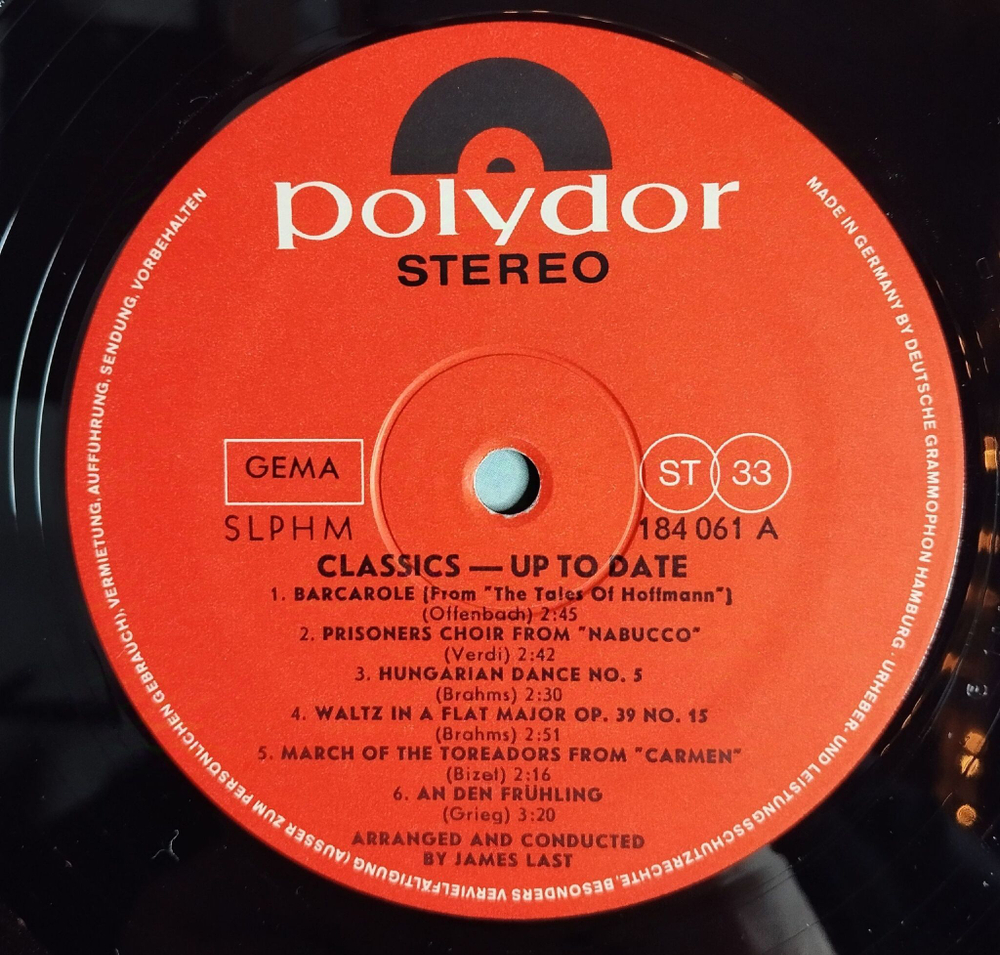 polydor
STEREO
GEMA
ST 33
SLPHM
184 061 A
CLASSICS — UP TO DATE
1. BARCAROLE (From "The Tales Of Hoffmann")
(Offenbach) 2:45
2. PRISONERS CHOIR FROM "NABUCCO"
(Verdi) 2:42
3. HUNGARIAN DANCE NO. 5
(Brahms) 2:30
4. WALTZ IN A FLAT MAJOR OP. 39 NO. 15
(Brahms) 2:51
5. MARCH OF THE TOREADORS FROM "CARMEN"
(Bizet) 2:16
6. AN DEN FRÜHLING
(Grieg) 3:20
ARRANGED AND CONDUCTED
BY JAMES LAST
MADE IN GERMANY BY DEUTSCHE GRAMMOPHON HAMBURG · URHEBER- UND LEISTUNGSSCHUTZRECHTE, BESONDERS VERVIELFÄLTIGUNG (AUSSER ZUM PERSÖNLICHEN GEBRAUCH), VERMIETUNG, AUFFÜHRUNG, SENDUNG, VORBEHALTEN